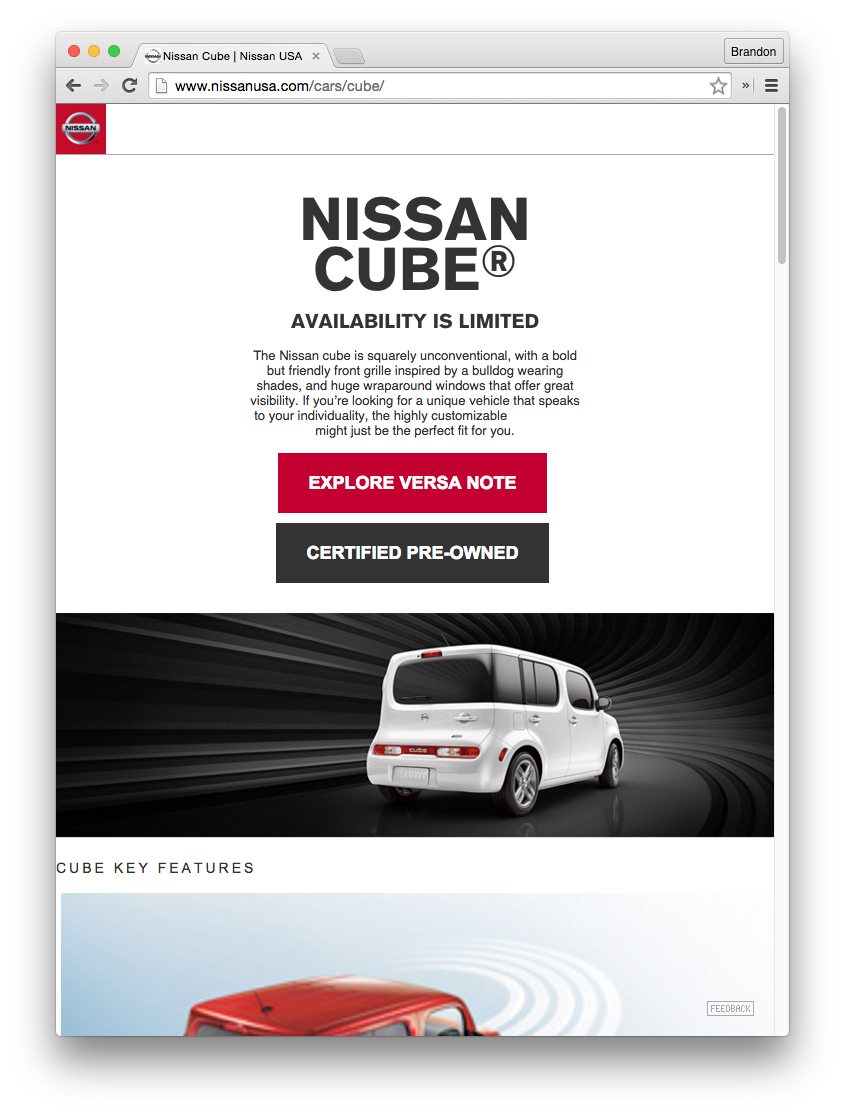 Nissan Cube | Nissan USA
Brandon
www.nissanusa.com/cars/cube/
»
NISSAN
NISSAN
CUBE®
AVAILABILITY IS LIMITED
The Nissan cube is squarely unconventional, with a bold
but friendly front grille inspired by a bulldog wearing
shades, and huge wraparound windows that offer great
visibility. If you’re looking for a unique vehicle that speaks
to your individuality, the highly customizable
might just be the perfect fit for you.
EXPLORE VERSA NOTE
CERTIFIED PRE-OWNED
cube
CUBE KEY FEATURES
FEEDBACK